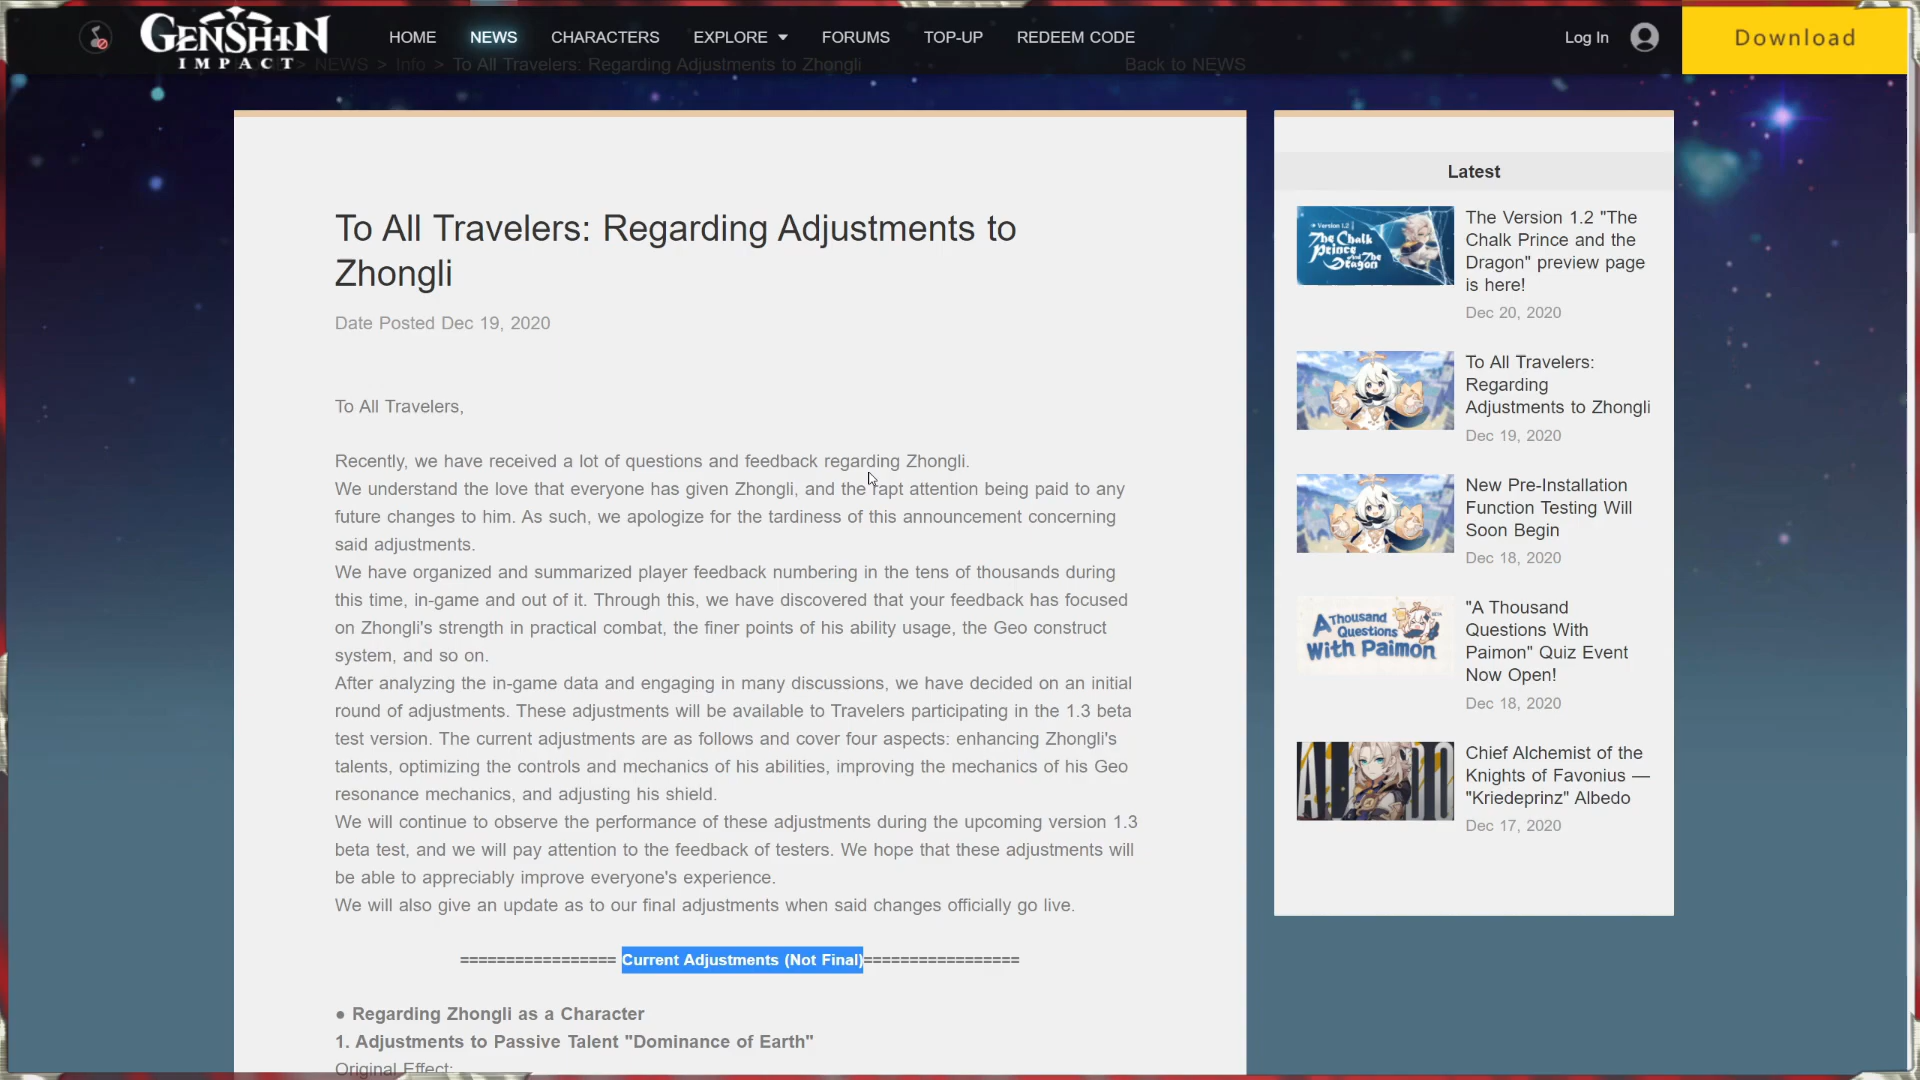 GENSHIN
IMPACT
HOME
NEWS
CHARACTERS
EXPLORE
FORUMS
TOP-UP
REDEEM CODE
Log In
Download
> NEWS > Info > To All Travelers: Regarding Adjustments to Zhongli
Back to NEWS
To All Travelers: Regarding Adjustments to
Zhongli
Date Posted Dec 19, 2020
To All Travelers,
Recently, we have received a lot of questions and feedback regarding Zhongli.
We understand the love that everyone has given Zhongli, and the rapt attention being paid to any
future changes to him. As such, we apologize for the tardiness of this announcement concerning
said adjustments.
We have organized and summarized player feedback numbering in the tens of thousands during
this time, in-game and out of it. Through this, we have discovered that your feedback has focused
on Zhongli's strength in practical combat, the finer points of his ability usage, the Geo construct
system, and so on.
After analyzing the in-game data and engaging in many discussions, we have decided on an initial
round of adjustments. These adjustments will be available to Travelers participating in the 1.3 beta
test version. The current adjustments are as follows and cover four aspects: enhancing Zhongli's
talents, optimizing the controls and mechanics of his abilities, improving the mechanics of his Geo
resonance mechanics, and adjusting his shield.
We will continue to observe the performance of these adjustments during the upcoming version 1.3
beta test, and we will pay attention to the feedback of testers. We hope that these adjustments will
be able to appreciably improve everyone's experience.
We will also give an update as to our final adjustments when said changes officially go live.
================= Current Adjustments (Not Final)=================
● Regarding Zhongli as a Character
1. Adjustments to Passive Talent "Dominance of Earth"
Original Effect:
Latest
Version 1.2
The Chalk
Prince And The
Dragon
The Version 1.2 "The
Chalk Prince and the
Dragon" preview page
is here!
Dec 20, 2020
To All Travelers:
Regarding
Adjustments to Zhongli
Dec 19, 2020
New Pre-Installation
Function Testing Will
Soon Begin
Dec 18, 2020
A Thousand
Questions
With Paimon
"A Thousand
Questions With
Paimon" Quiz Event
Now Open!
Dec 18, 2020
Chief Alchemist of the
Knights of Favonius —
"Kriedeprinz" Albedo
Dec 17, 2020